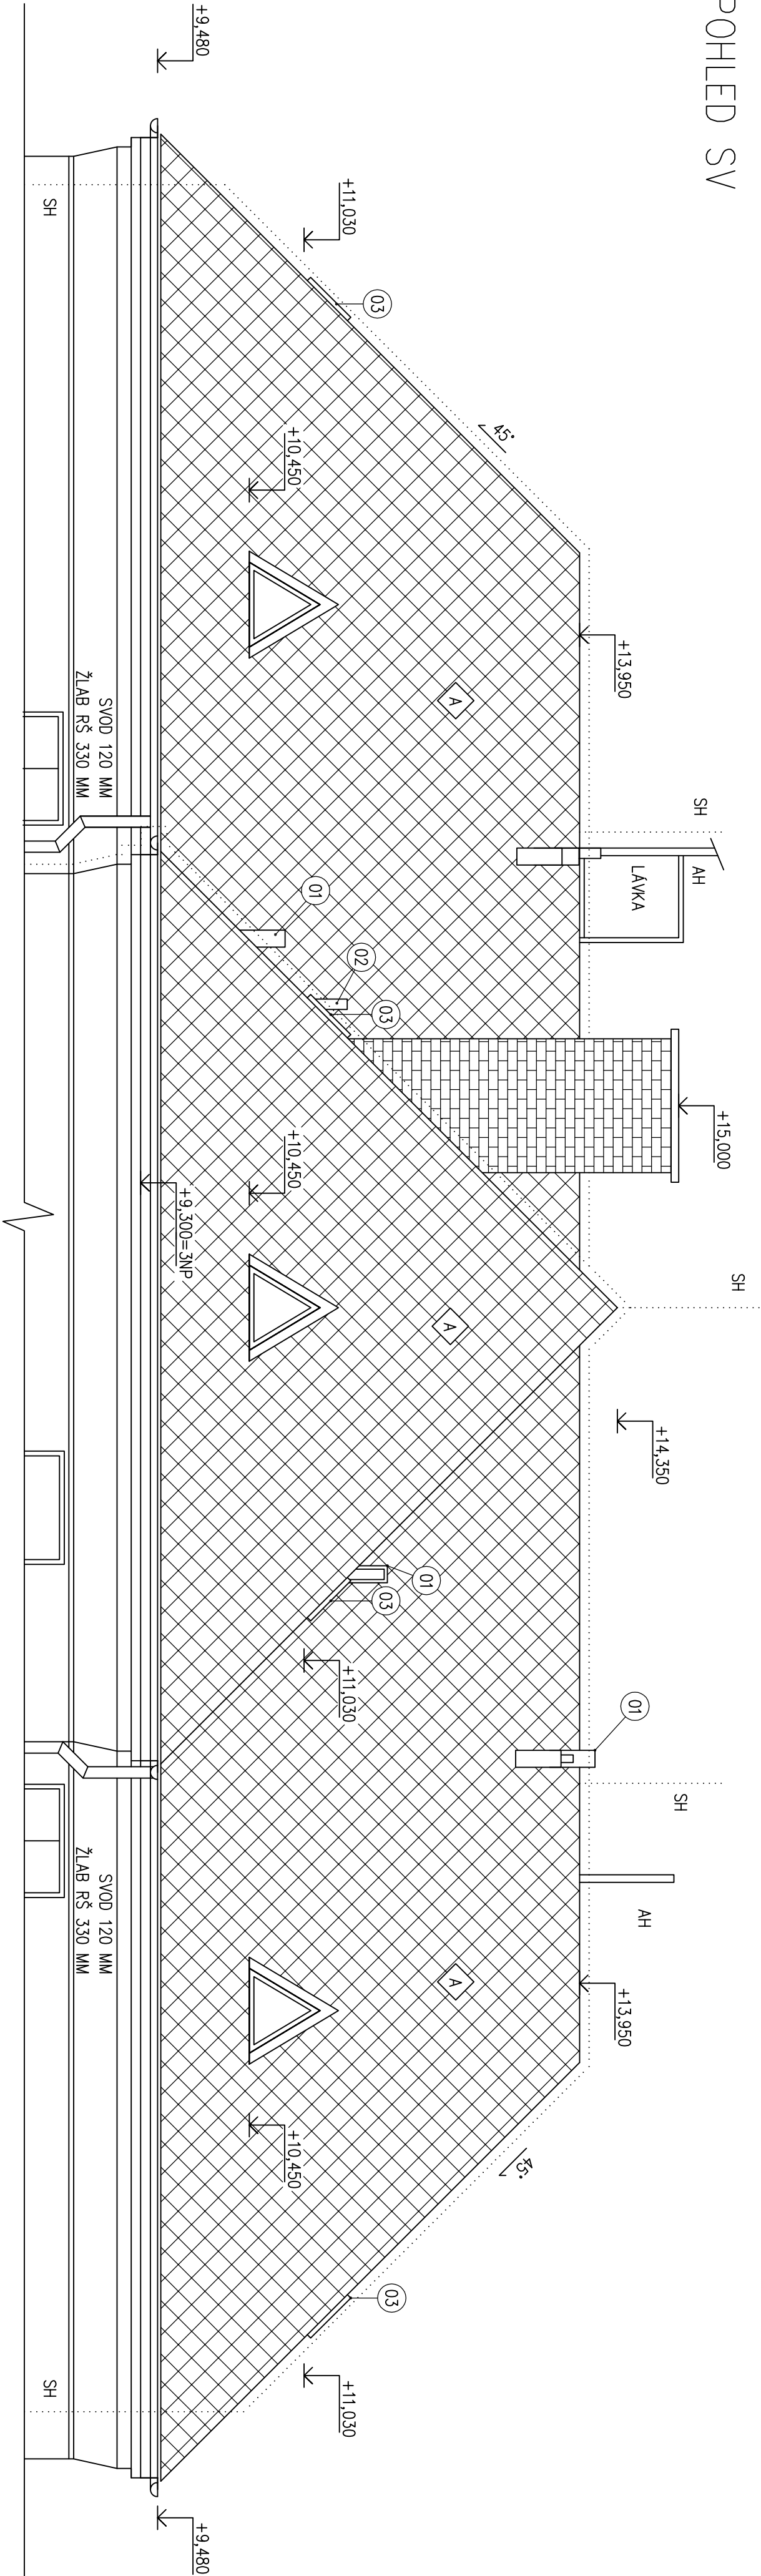 POHLED SV
+9,480
SH
+11,030
03
45°
+10,450
+13,950
A
SVOD 120 MM
ŽLAB RŠ 330 MM
SH
AH
LÁVKA
01
02
03
+15,000
+10,450
+9,300=3NP
SH
A
+14,350
01
03
+11,030
01
SH
AH
SVOD 120 MM
ŽLAB RŠ 330 MM
A
+13,950
+10,450
45°
03
+11,030
SH
+9,480